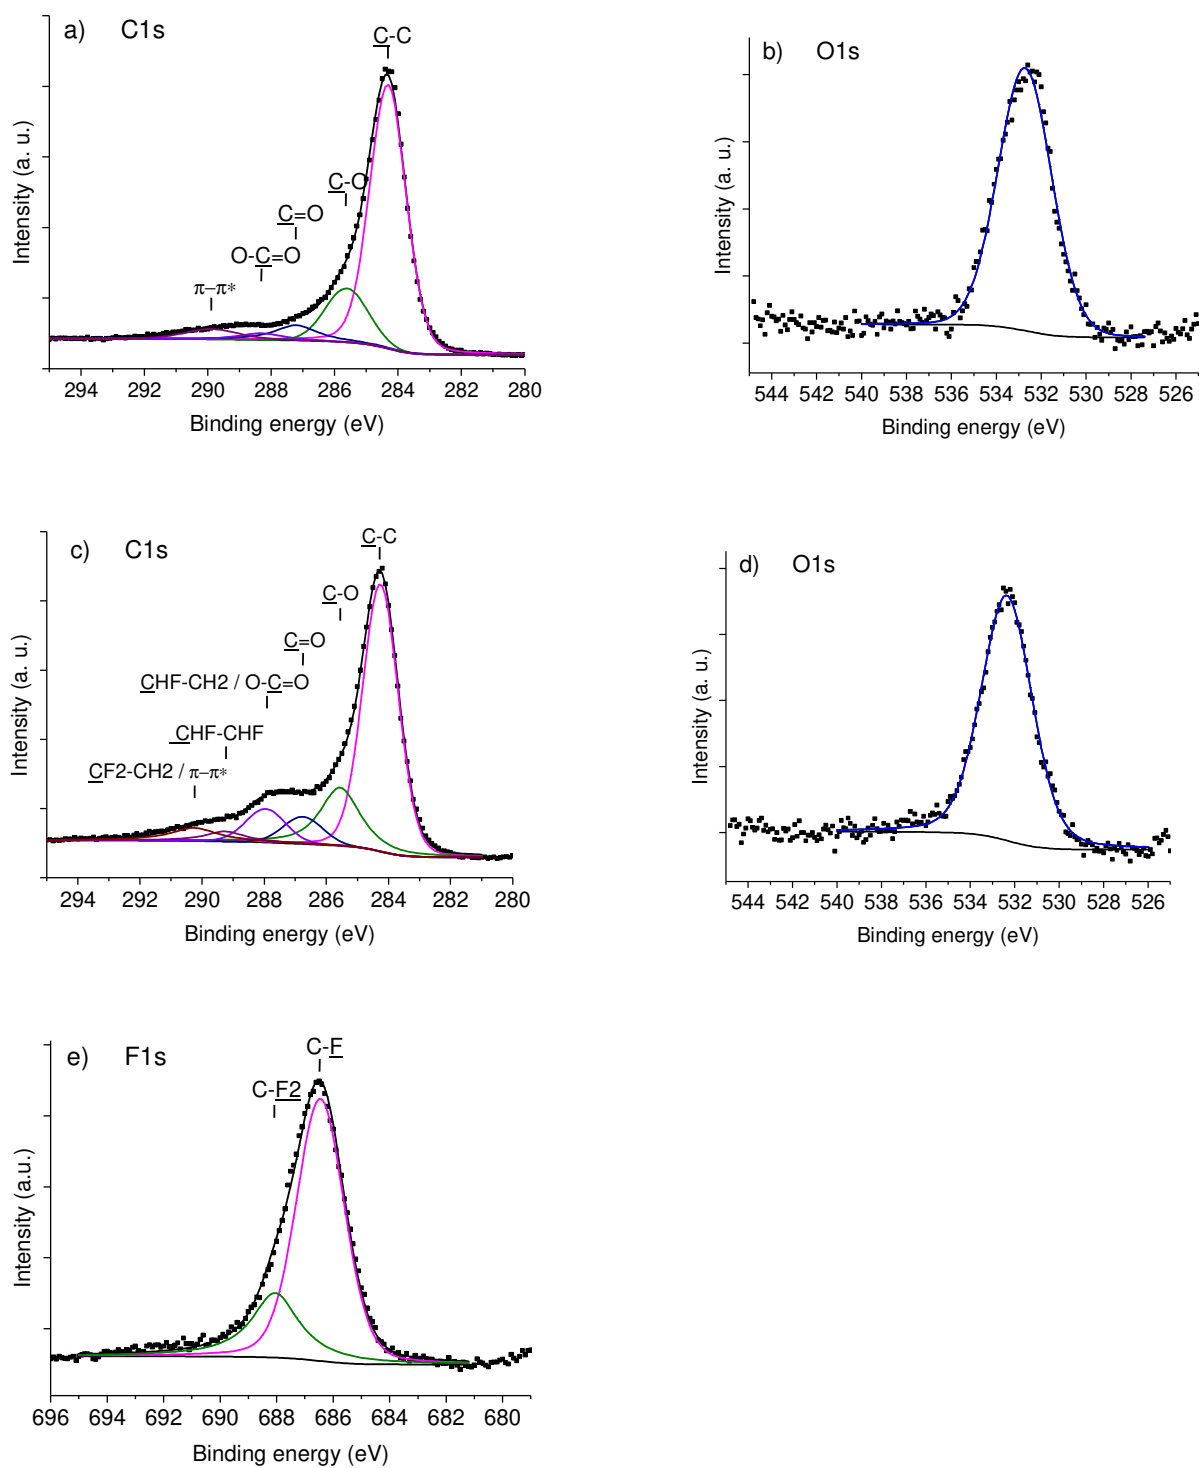 a) C1s
C-C
C-O
C=O
O-C=O
π–π*
Intensity (a. u.)
294 292 290 288 286 284 282 280
Binding energy (eV)
b) O1s
Intensity (a. u.)
544 542 540 538 536 534 532 530 528 526
Binding energy (eV)
c) C1s
C-C
C-O
C=O
CHF-CH2 / O-C=O
CHF-CHF
CF2-CH2 / π–π*
Intensity (a. u.)
294 292 290 288 286 284 282 280
Binding energy (eV)
d) O1s
Intensity (a. u.)
544 542 540 538 536 534 532 530 528 526
Binding energy (eV)
e) F1s
C-F
C-F2
Intensity (a.u.)
696 694 692 690 688 686 684 682 680
Binding energy (eV)